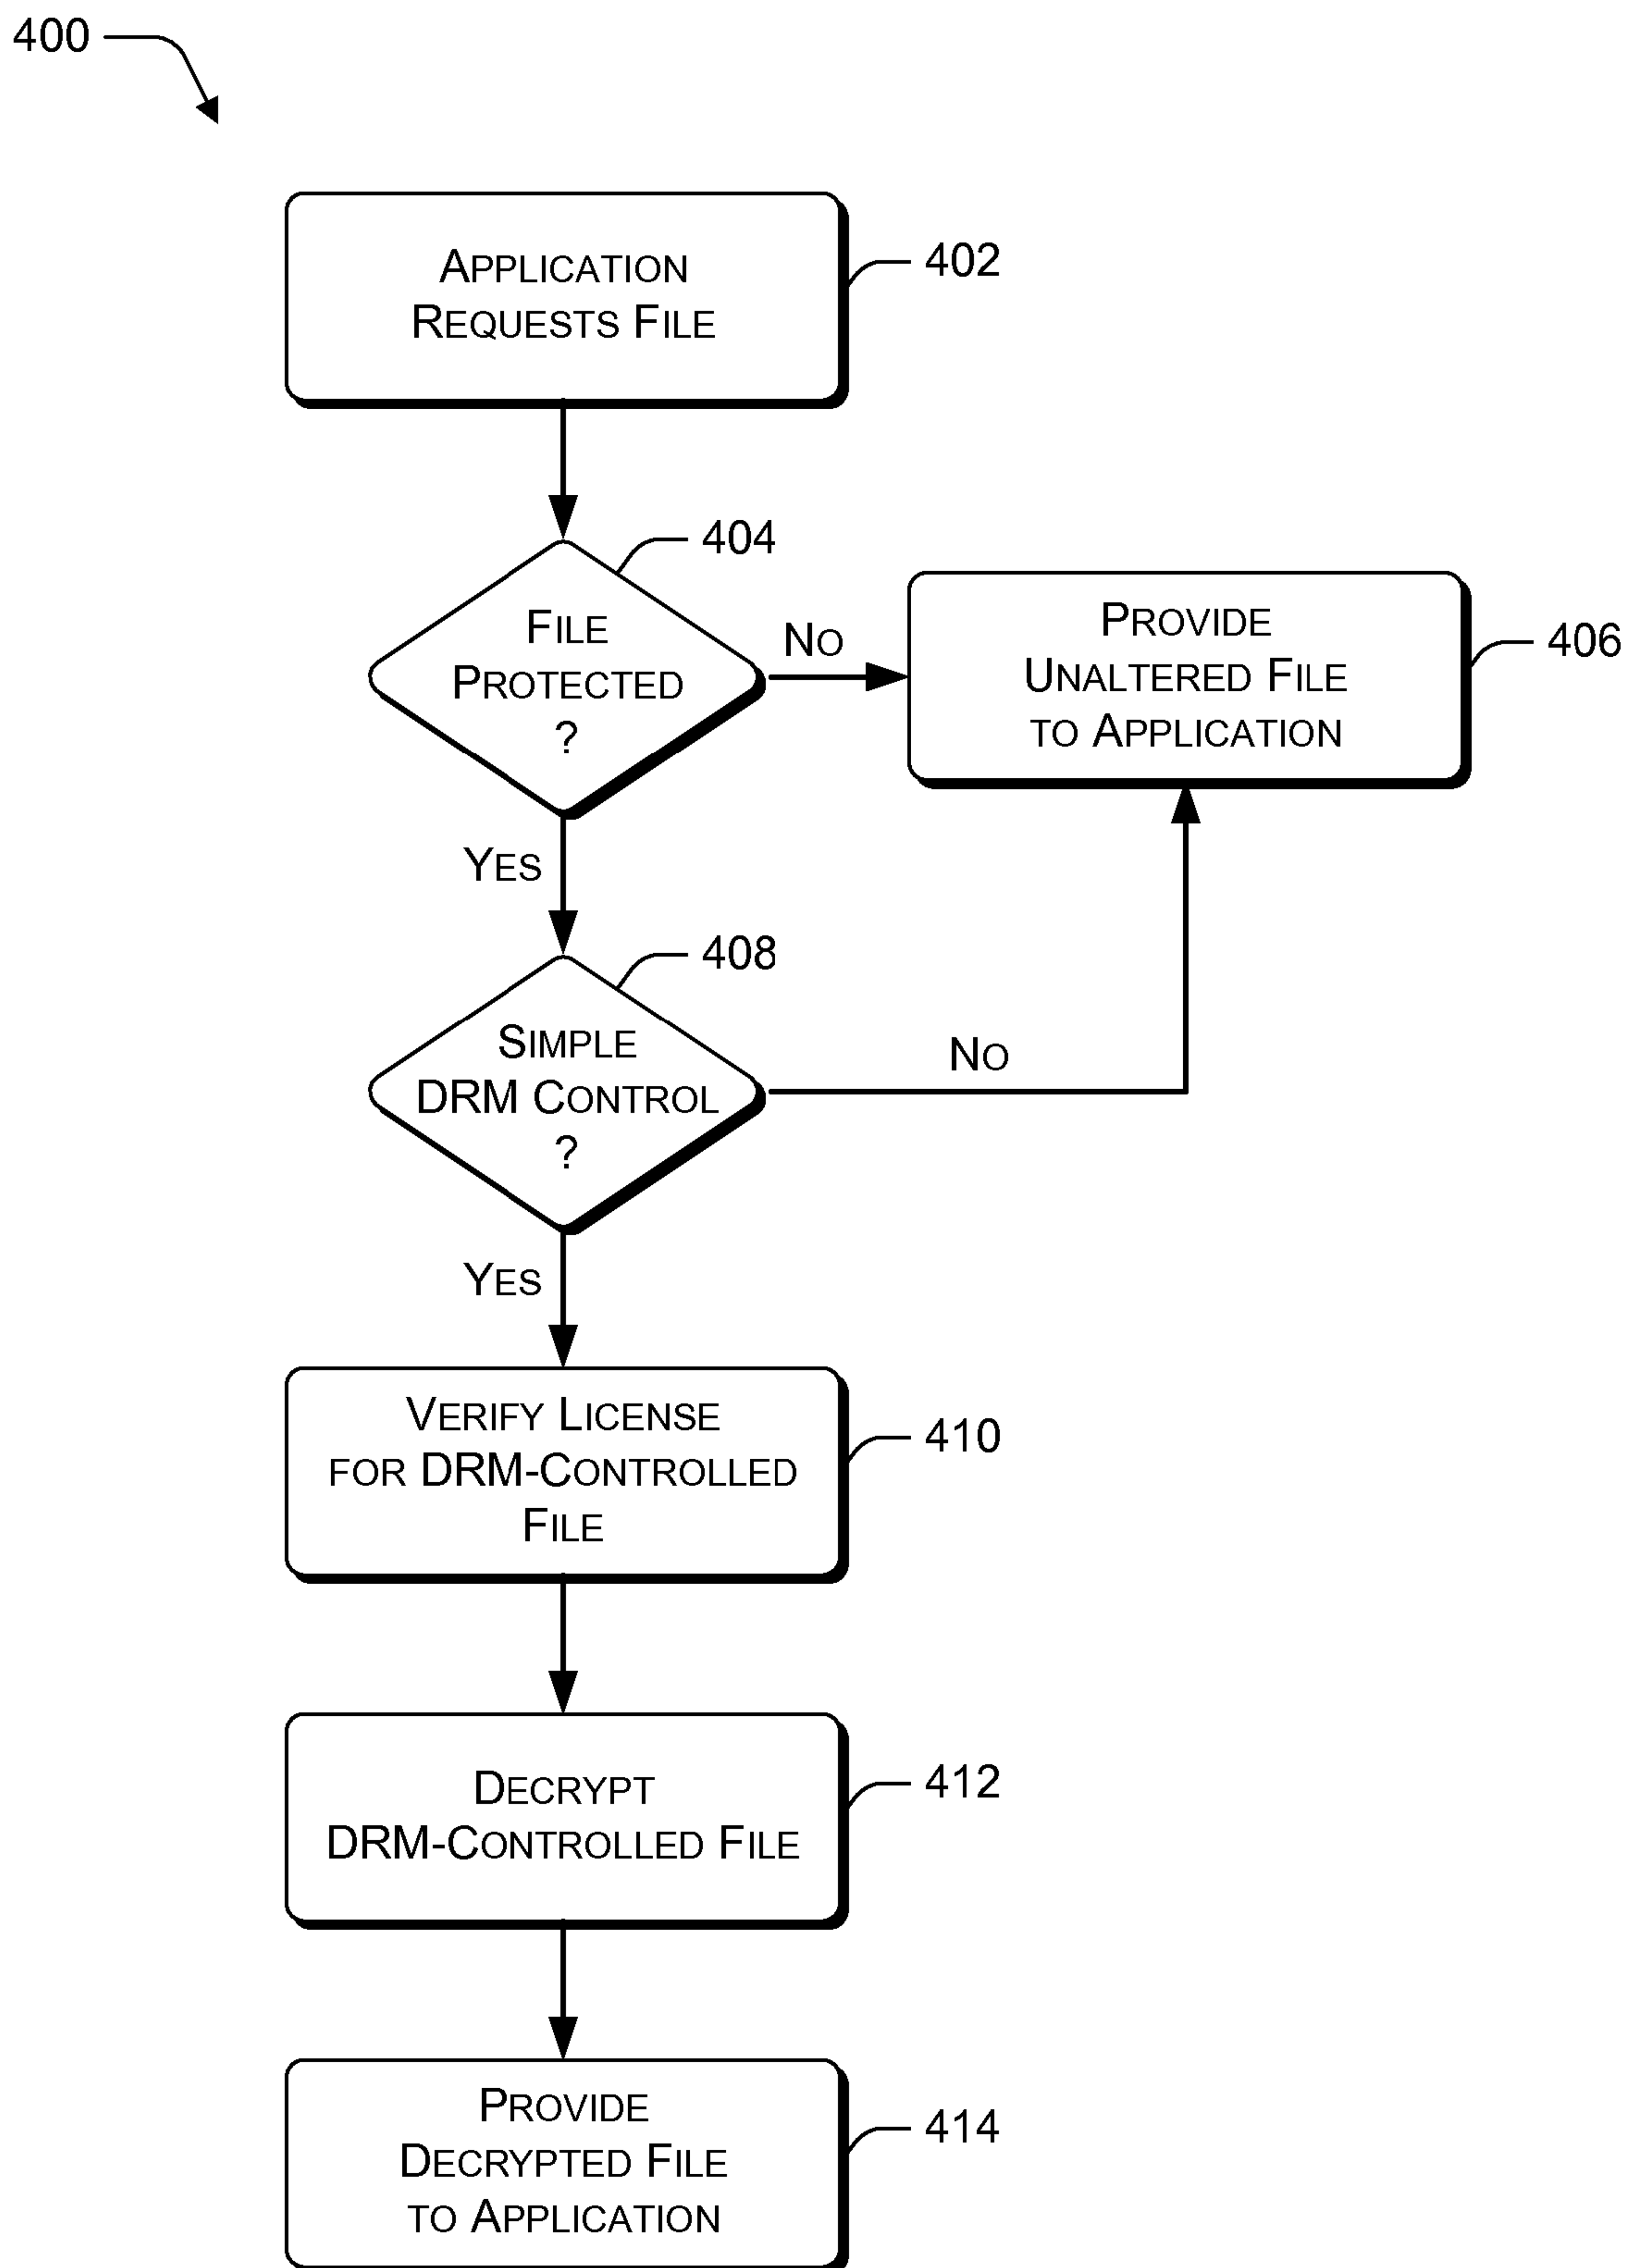 400
APPLICATION
REQUESTS FILE
402
404
FILE
PROTECTED
?
NO
PROVIDE
UNALTERED FILE
TO APPLICATION
406
YES
408
SIMPLE
DRM CONTROL
?
NO
YES
VERIFY LICENSE
FOR DRM-CONTROLLED
FILE
410
DECRYPT
DRM-CONTROLLED FILE
412
PROVIDE
DECRYPTED FILE
TO APPLICATION
414